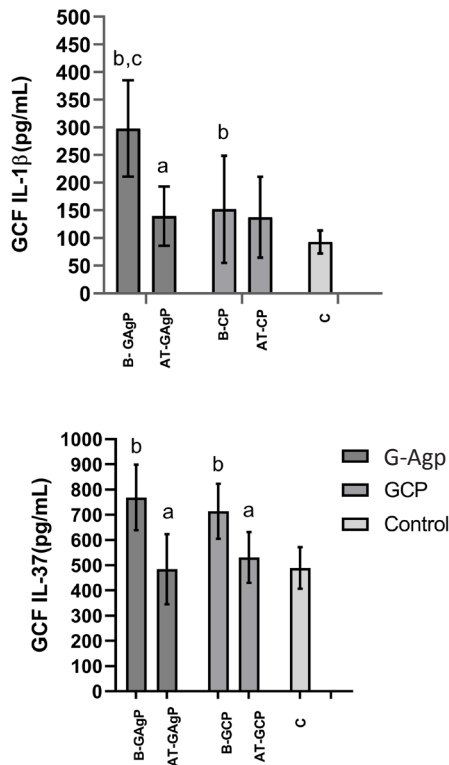 500
450
400
350
300
250
200
150
100
50
0
GCF IL-1β(pg/mL)
b,c
a
b
B- GAgP
AT-GAgP
B-CP
AT-CP
C
1000
900
800
700
600
500
400
300
200
100
0
GCF IL-37(pg/mL)
b
a
b
a
B-GAgP
AT-GAgP
B-GCP
AT-GCP
C
G-Agp
GCP
Control